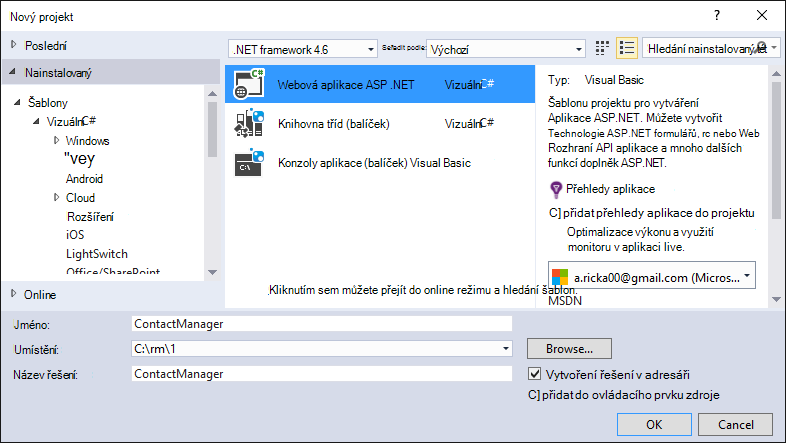 Nový projekt
?
Poslední
Nainstalovaný
Šablony
Vizuální C#
Windows
"vey
Android
Cloud
Rozšíření
iOS
LightSwitch
Office/SharePoint
Online
.NET framework 4.6
Seřadit podle:
Výchozí
Hledání nainstalovaných
Webová aplikace ASP .NET Vizuální C#
Knihovna tříd (balíček) Vizuální C#
Konzoly aplikace (balíček) Visual Basic
Kliknutím sem můžete přejít do online režimu a hledání šablon.
Typ: Visual Basic
Šablonu projektu pro vytváření
Aplikace ASP.NET. Můžete vytvořit
Technologie ASP.NET formulářů, rc nebo Web
Rozhraní API aplikace a mnoho dalších
funkcí doplněk ASP.NET.
Přehledy aplikace
C] přidat přehledy aplikace do projektu
Optimalizace výkonu a využití
monitoru v aplikaci live.
a.ricka00@gmail.com (Micros...
MSDN
Jméno: ContactManager
Umístění: C:\rm\1
Browse...
Název řešení: ContactManager
Vytvoření řešení v adresáři
C] přidat do ovládacího prvku zdroje
OK
Cancel